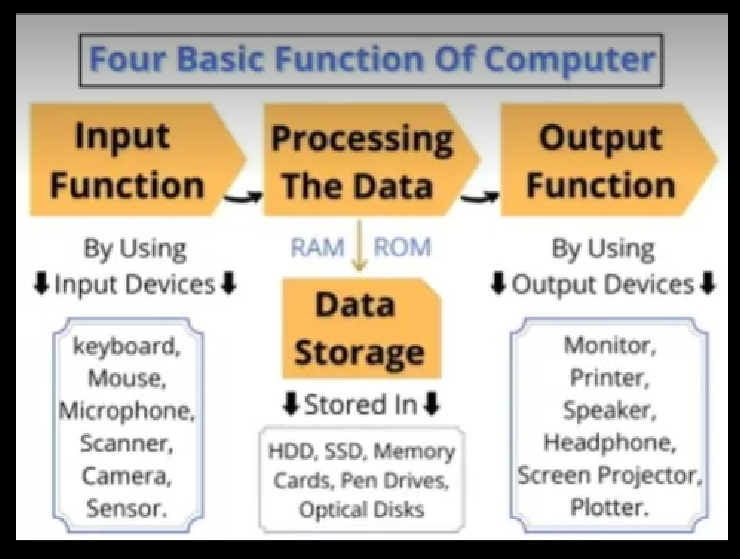 Four Basic Function Of Computer
Input
Function
Processing
The Data
Output
Function
By Using
Input Devices
keyboard,
Mouse,
Microphone,
Scanner,
Camera,
Sensor.
RAM ROM
Data
Storage
Stored In
HDD, SSD, Memory
Cards, Pen Drives,
Optical Disks
By Using
Output Devices
Monitor,
Printer,
Speaker,
Headphone,
Screen Projector,
Plotter.